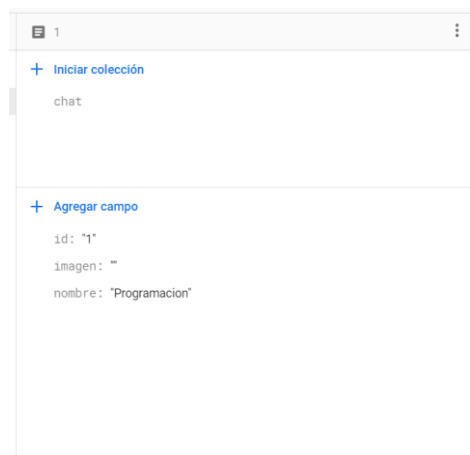 1
+ Iniciar colección
chat
+ Agregar campo
id: "1"
imagen: ""
nombre: "Programacion"